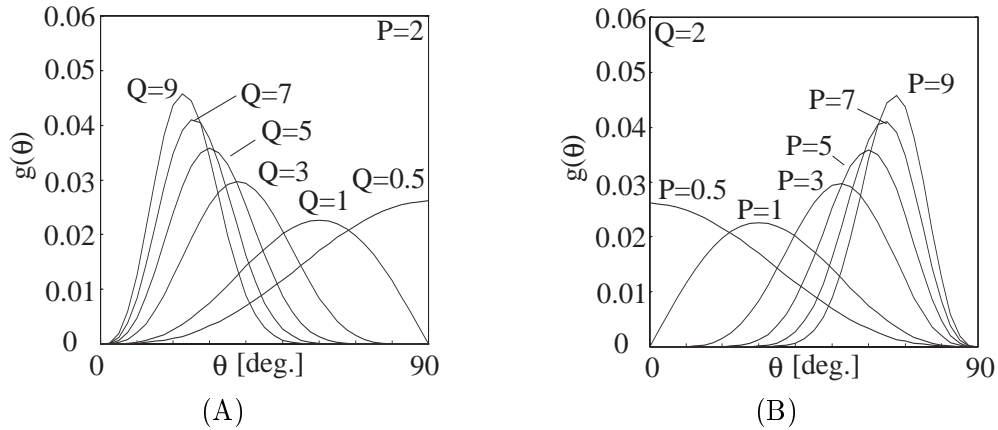 0.06
P=2
0.05
Q=9
Q=7
0.04
Q=5
g(θ)
0.03
Q=3
Q=0.5
Q=1
0.02
0.01
0
0
θ [deg.]
90
(A)
0.06
Q=2
0.05
P=9
P=7
0.04
P=5
g(θ)
0.03
P=3
P=0.5
P=1
0.02
0.01
0
0
θ [deg.]
90
(B)